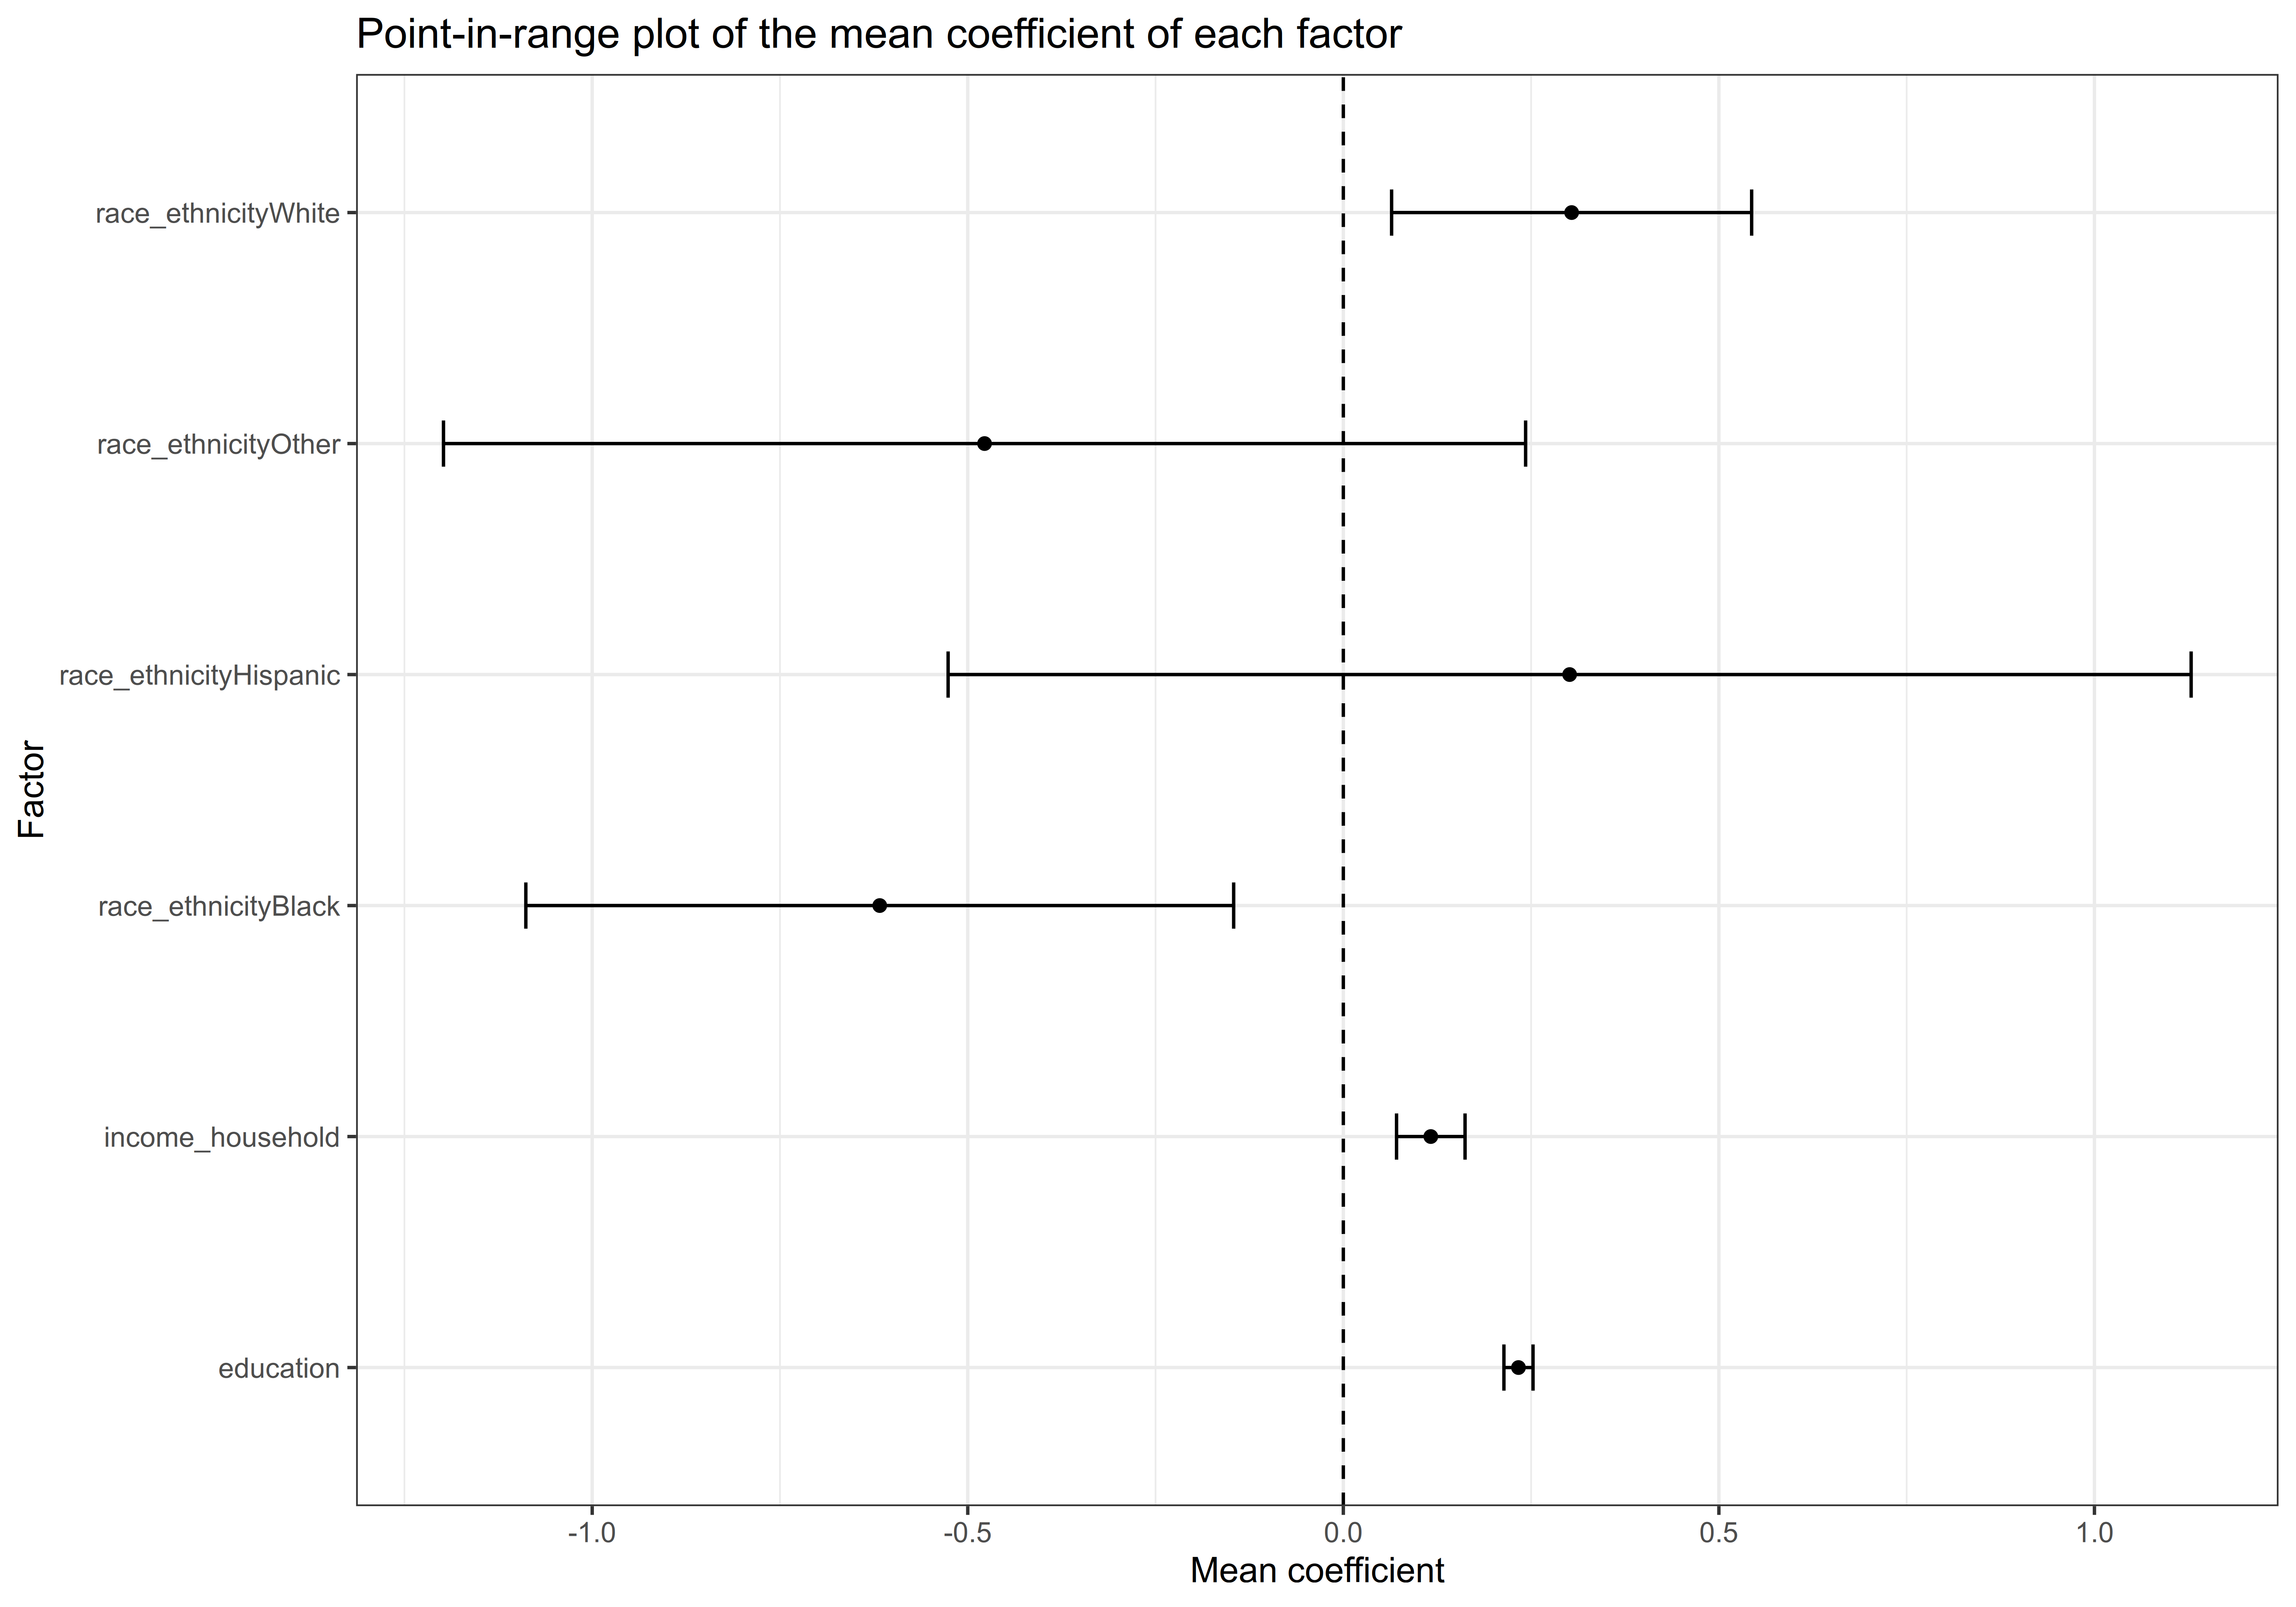 Point-in-range plot of the mean coefficient of each factor
race_ethnicityWhite
race_ethnicityOther
race_ethnicityHispanic
race_ethnicityBlack
income_household
education
Factor
-1.0
-0.5
0.0
0.5
1.0
Mean coefficient